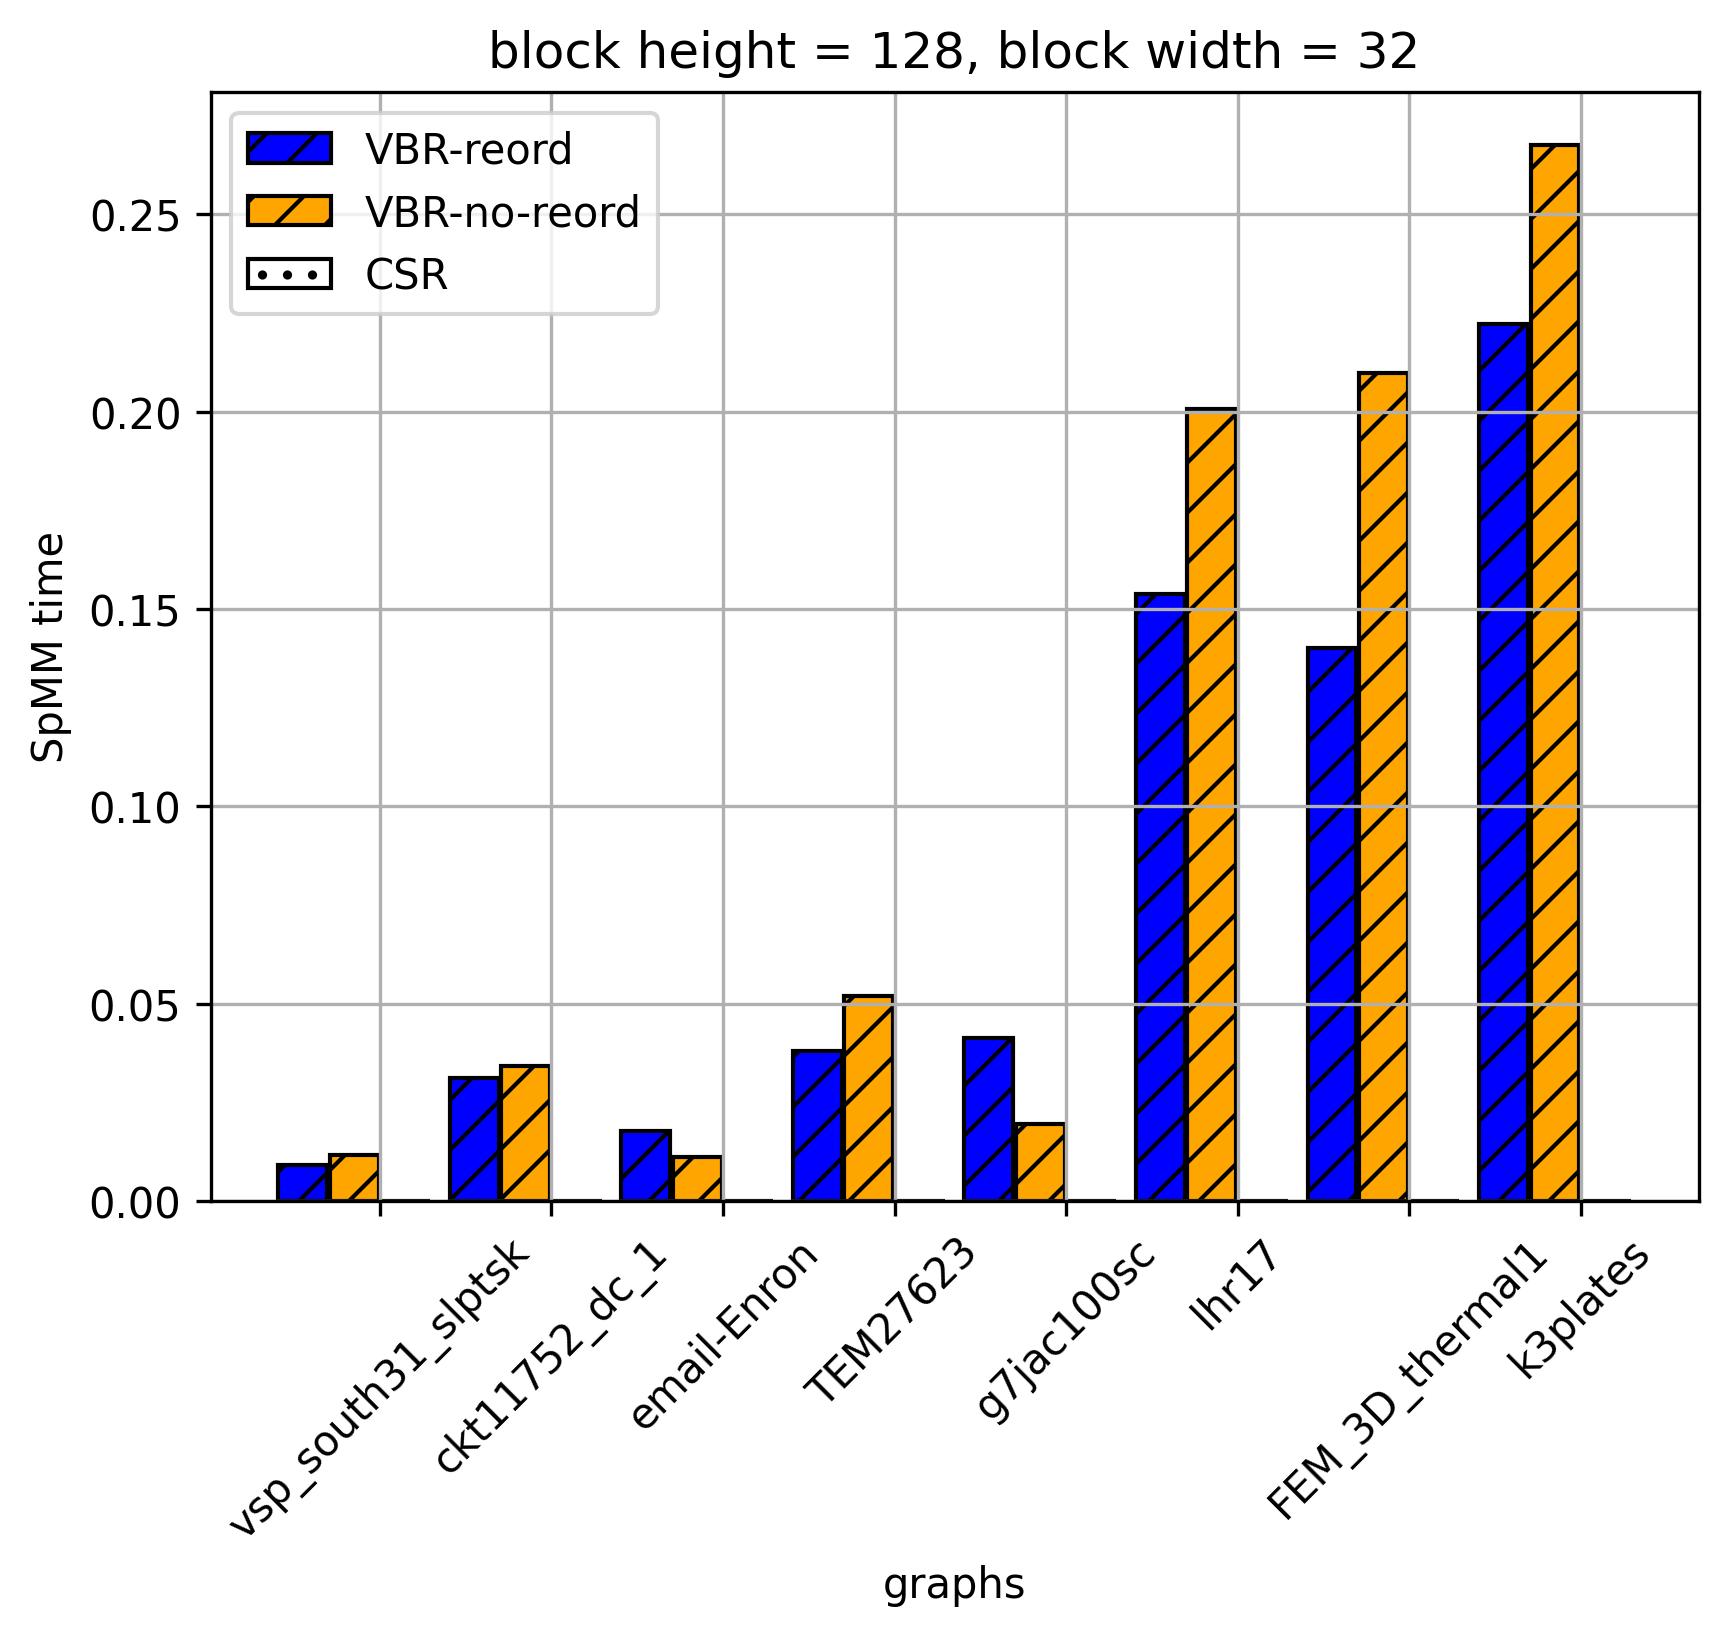 block height = 128, block width = 32
VBR-reord
VBR-no-reord
CSR
0.25
0.20
0.15
0.10
0.05
0.00
SpMM time
vsp_south31_slptsk
ckt11752_dc_1
email-Enron
TEM27623
g7jac100sc
lhr17
FEM_3D_thermal1
k3plates
graphs